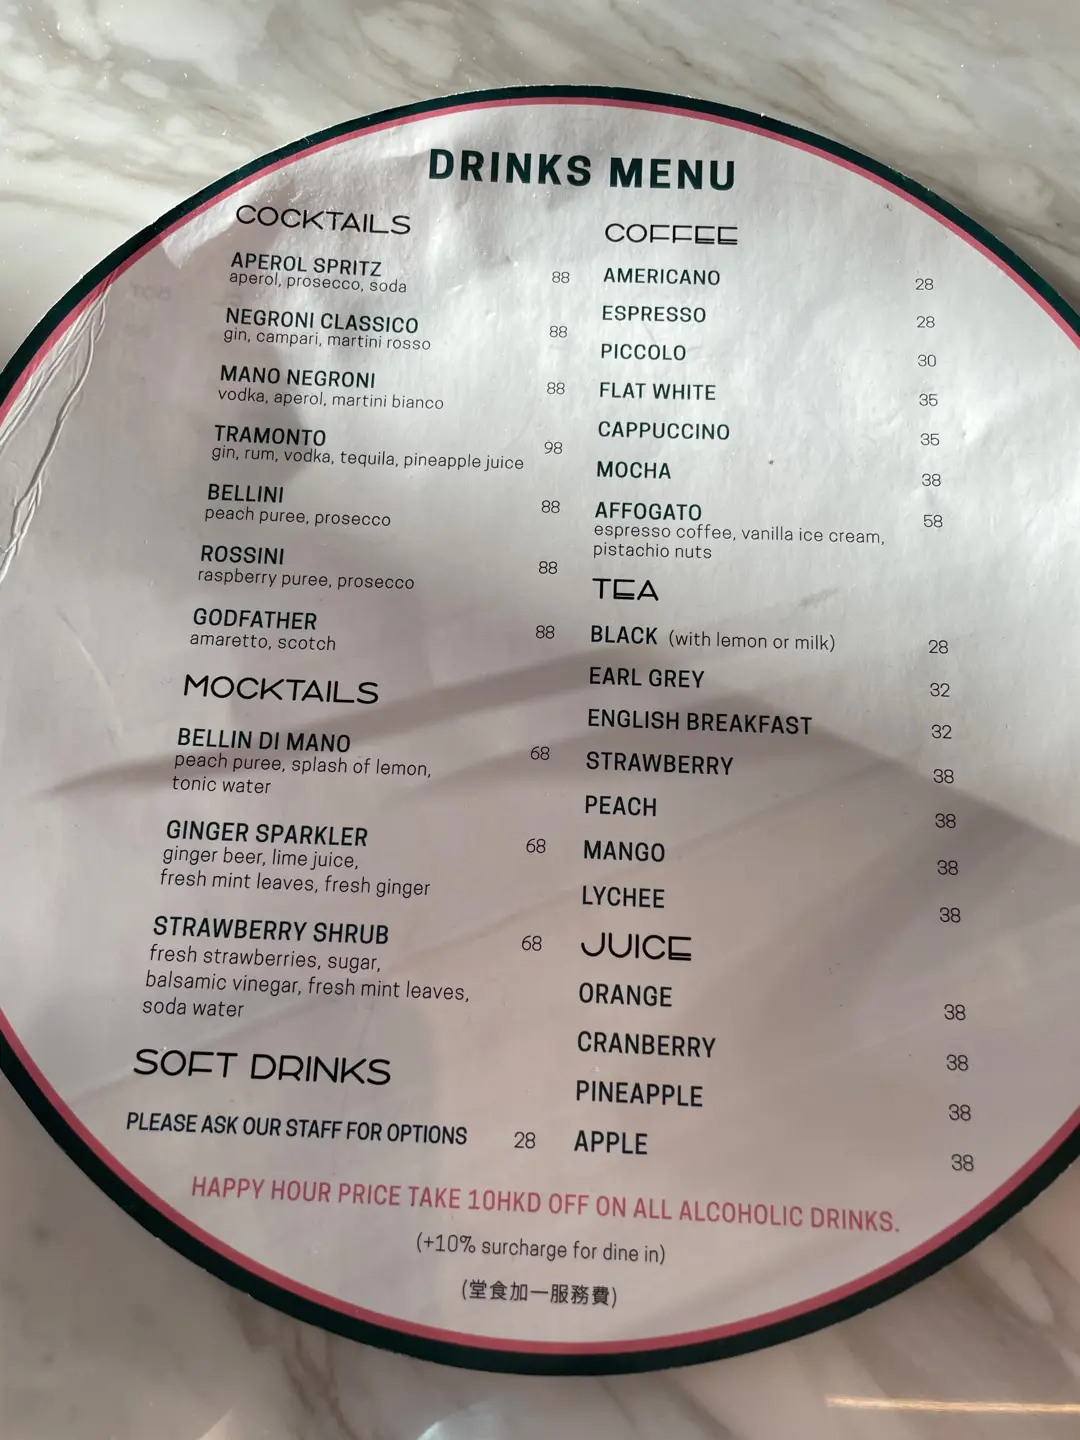 DRINKS MENU
COCKTAILS
APEROL SPRITZ 88
aperol, prosecco, soda
NEGRONI CLASSICO 88
gin, campari, martini rosso
MANO NEGRONI 88
vodka, aperol, martini bianco
TRAMONTO 98
gin, rum, vodka, tequila, pineapple juice
BELLINI 88
peach puree, prosecco
ROSSINI 88
raspberry puree, prosecco
GODFATHER 88
amaretto, scotch
MOCKTAILS
BELLIN DI MANO 68
peach puree, splash of lemon,
tonic water
GINGER SPARKLER 68
ginger beer, lime juice,
fresh mint leaves, fresh ginger
STRAWBERRY SHRUB 68
fresh strawberries, sugar,
balsamic vinegar, fresh mint leaves,
soda water
SOFT DRINKS
PLEASE ASK OUR STAFF FOR OPTIONS 28
COFFEE
AMERICANO 28
ESPRESSO 28
PICCOLO 30
FLAT WHITE 35
CAPPUCCINO 35
MOCHA 38
AFFOGATO 58
espresso coffee, vanilla ice cream,
pistachio nuts
TEA
BLACK (with lemon or milk) 28
EARL GREY 32
ENGLISH BREAKFAST 32
STRAWBERRY 38
PEACH 38
MANGO 38
LYCHEE 38
JUICE
ORANGE 38
CRANBERRY 38
PINEAPPLE 38
APPLE 38
HAPPY HOUR PRICE TAKE 10HKD OFF ON ALL ALCOHOLIC DRINKS.
(+10% surcharge for dine in)
(堂食加一服務費)